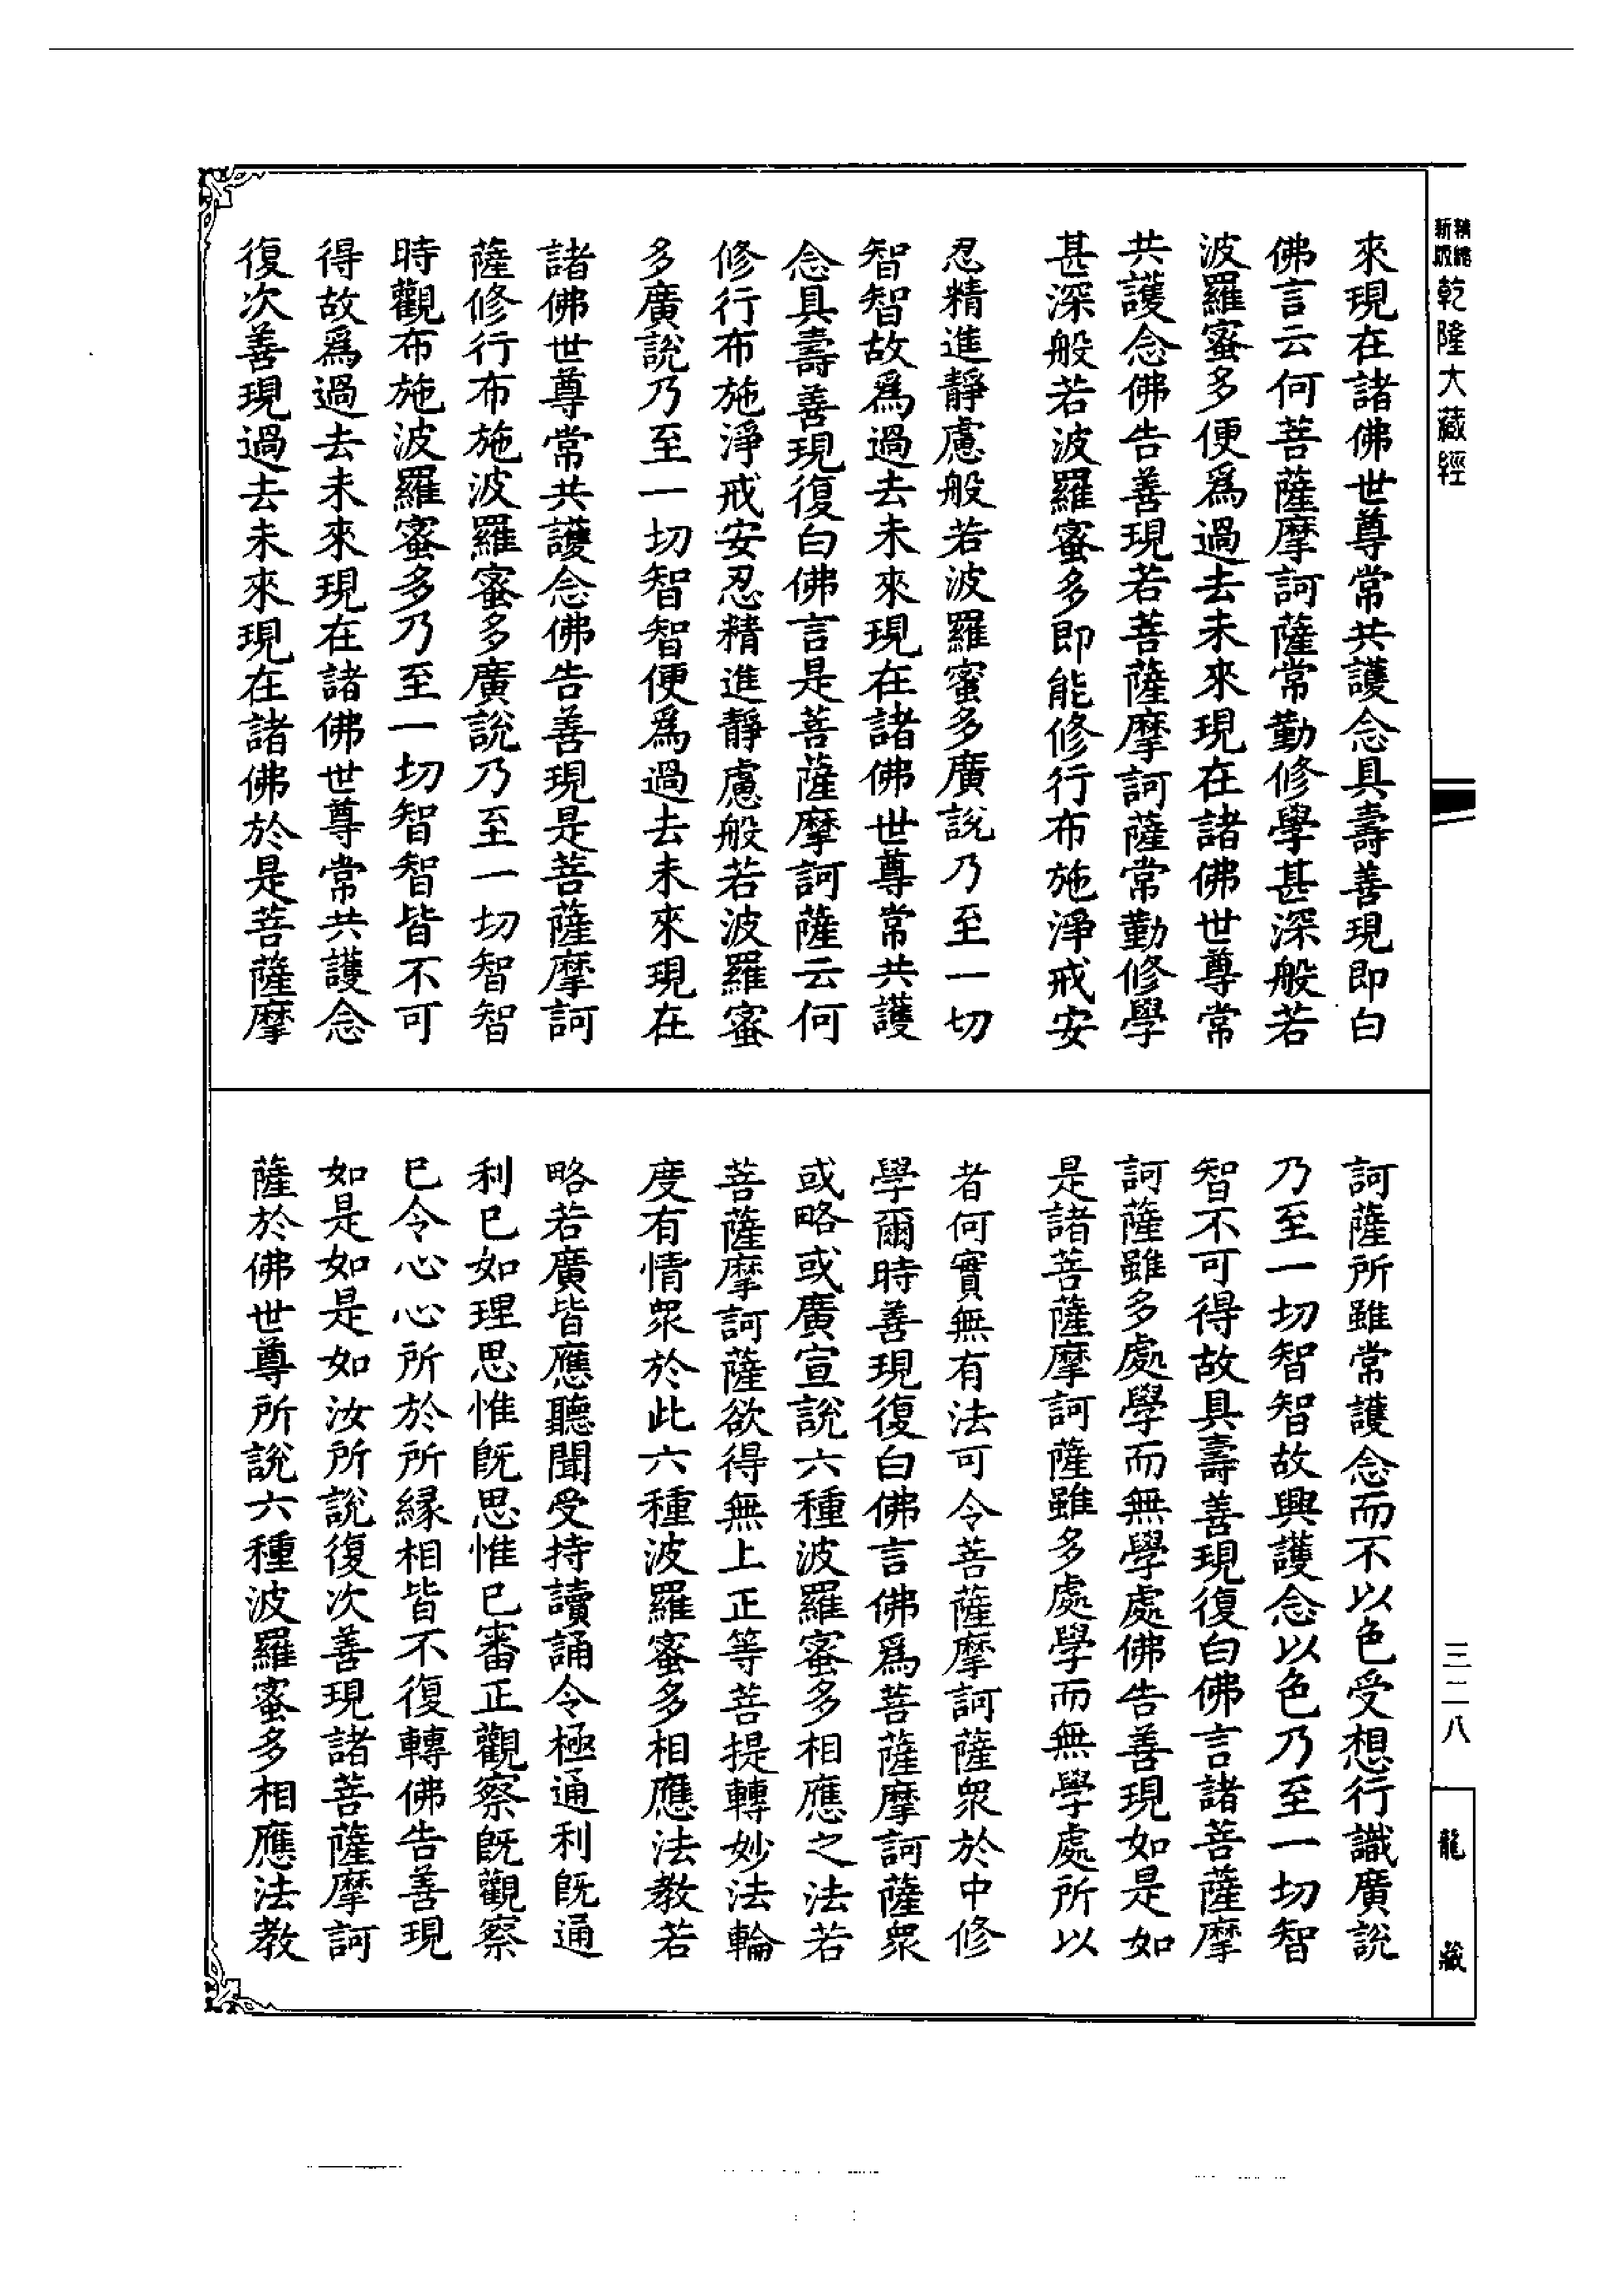 精縮新版乾隆大藏經
三二八
龍藏
來現在諸佛世尊常共護念具壽善現即白
佛言云何菩薩摩訶薩常勤修學甚深般若
波羅蜜多便爲過去未來現在諸佛世尊常
共護念佛告善現若菩薩摩訶薩常勤修學
甚深般若波羅蜜多即能修行布施淨戒安
忍精進靜慮般若波羅蜜多廣說乃至一切
智智故爲過去未來現在諸佛世尊常共護
念具壽善現復白佛言是菩薩摩訶薩云何
修行布施淨戒安忍精進靜慮般若波羅蜜
多廣說乃至一切智智便爲過去未來現在
諸佛世尊常共護念佛告善現是菩薩摩訶
薩修行布施波羅蜜多廣說乃至一切智智
時觀布施波羅蜜多乃至一切智智皆不可
得故爲過去未來現在諸佛世尊常共護念
復次善現過去未來現在諸佛於是菩薩摩
訶薩所雖常護念而不以色受想行識廣說
乃至一切智智故興護念以色乃至一切智
智不可得故具壽善現復白佛言諸菩薩摩
訶薩雖多處學而無學處佛告善現如是如
是諸菩薩摩訶薩雖多處學而無學處所以
者何實無有法可令菩薩摩訶薩衆於中修
學爾時善現復白佛言佛爲菩薩摩訶薩衆
或略或廣宣說六種波羅蜜多相應之法若
菩薩摩訶薩欲得無上正等菩提轉妙法輪
度有情衆於此六種波羅蜜多相應法教若
略若廣皆應聽聞受持讀誦令極通利既通
利已如理思惟既思惟已審正觀察既觀察
已令心心所於所緣相皆不復轉佛告善現
如是如是如汝所說復次善現諸菩薩摩訶
薩於佛世尊所說六種波羅蜜多相應法教